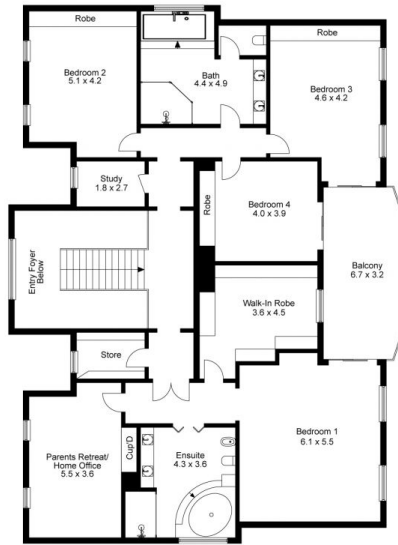 Robe
Bedroom 2
5.1 x 4.2
Bath
4.4 x 4.9
Robe
Bedroom 3
4.6 x 4.2
Study
1.8 x 2.7
Robe
Bedroom 4
4.0 x 3.9
Entry Foyer
Below
Balcony
6.7 x 3.2
Walk-In Robe
3.6 x 4.5
Store
Bedroom 1
6.1 x 5.5
Parents Retreat/
Home Office
5.5 x 3.6
Cup'D
Ensuite
4.3 x 3.6